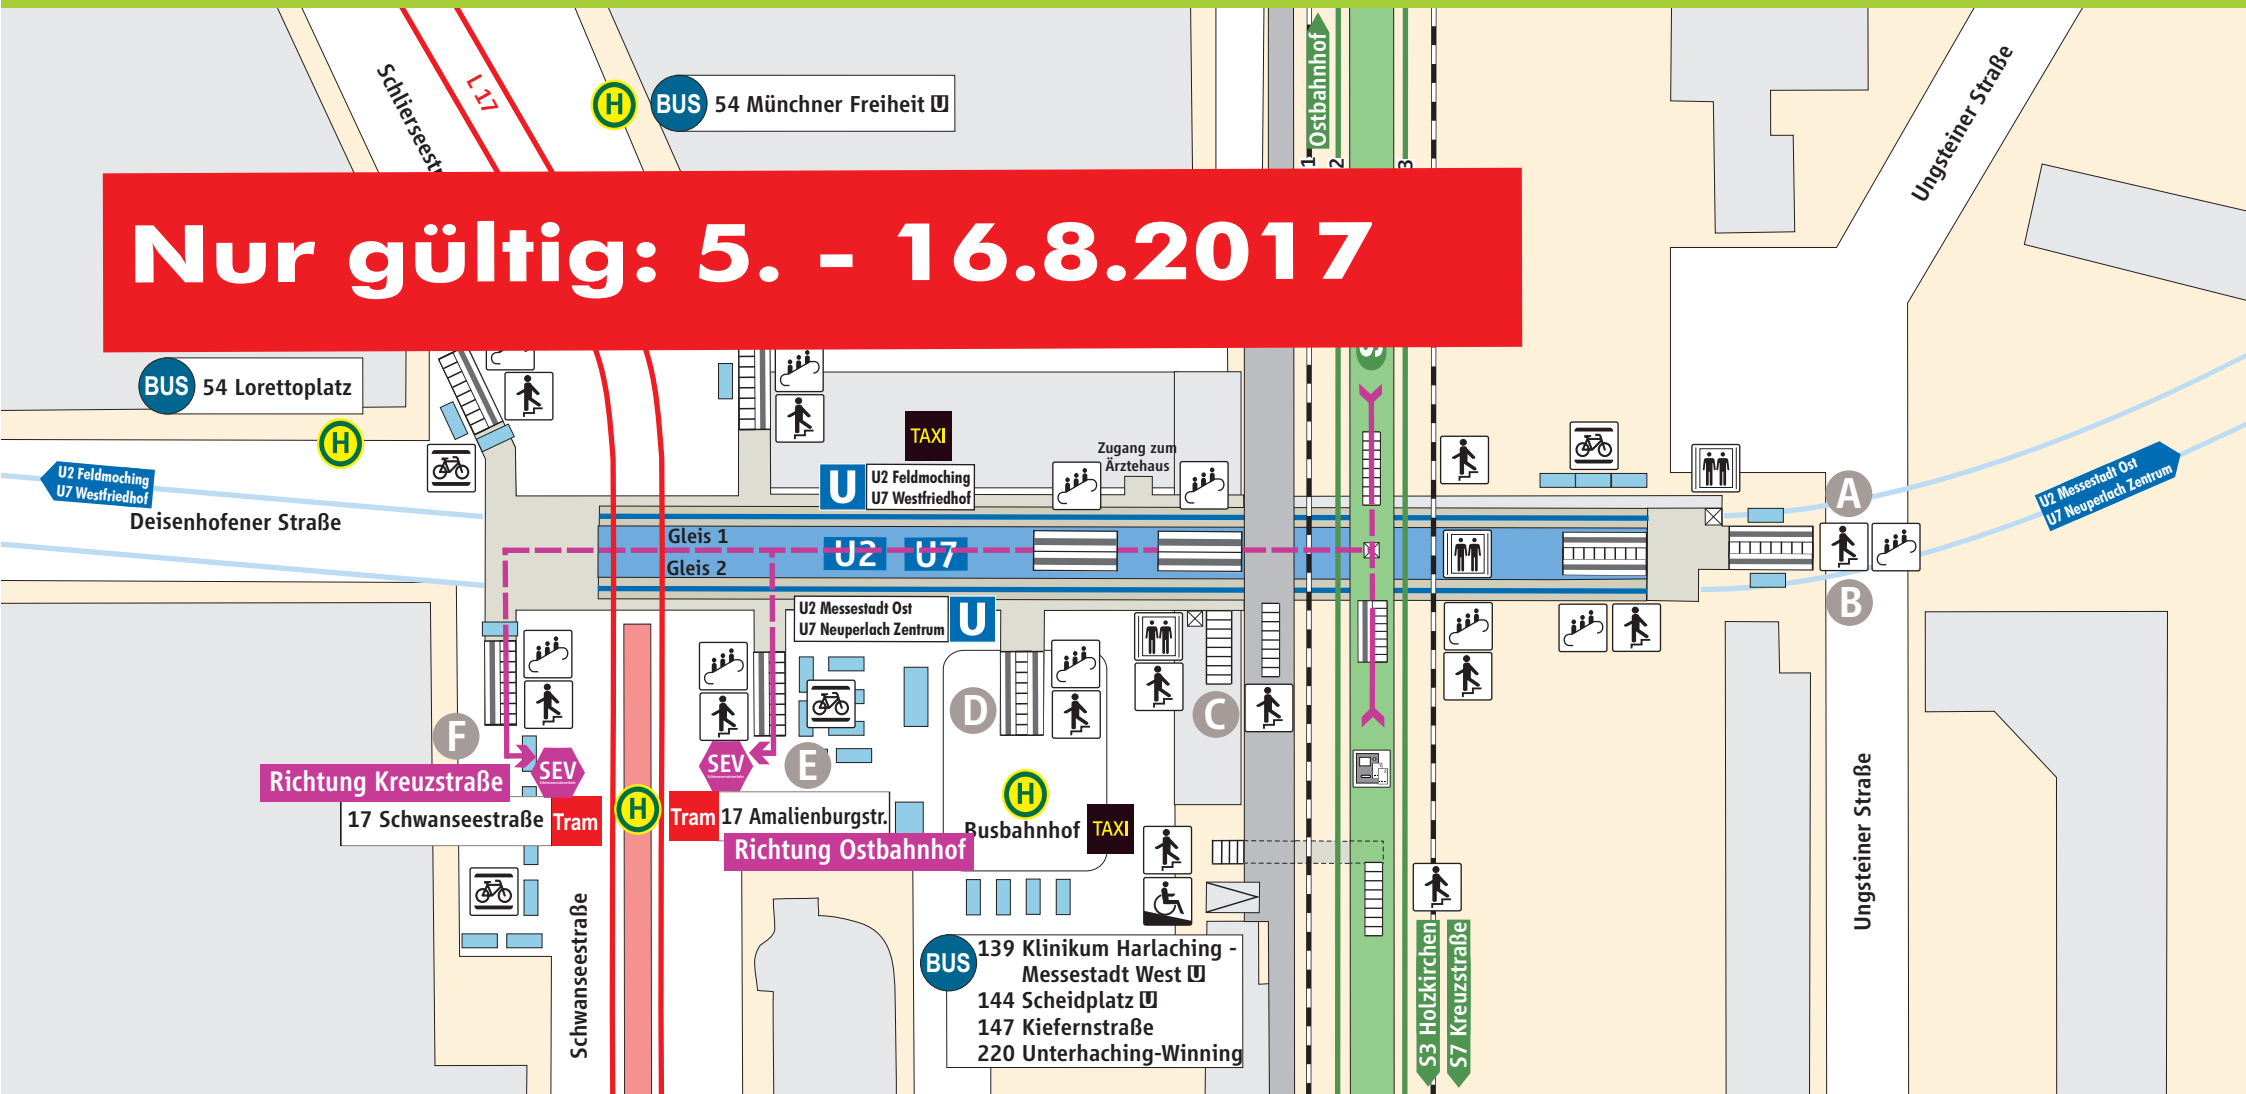 Schlierseestr
L 17
H
BUS
54 Münchner Freiheit U
Ostbahnhof
1
2
3
Ungsteiner Straße
Nur gültig: 5. - 16.8.2017
S
BUS
54 Lorettoplatz
H
TAXI
Zugang zum
Ärztehaus
U2 Feldmoching
U7 Westfriedhof
Deisenhofener Straße
U
U2 Feldmoching
U7 Westfriedhof
U2 Messestadt Ost
U7 Neuperlach Zentrum
A
Gleis 1
Gleis 2
U2
U7
U2 Messestadt Ost
U7 Neuperlach Zentrum
U
B
F
E
D
C
SEV
SEV
Richtung Kreuzstraße
17 Schwanseestraße
Tram
H
Tram
17 Amalienburgstr.
Richtung Ostbahnhof
H
Busbahnhof
TAXI
Schwanseestraße
Ungsteiner Straße
BUS
139 Klinikum Harlaching -
Messestadt West U
144 Scheidplatz U
147 Kiefernstraße
220 Unterhaching-Winning
S3 Holzkirchen
S7 Kreuzstraße